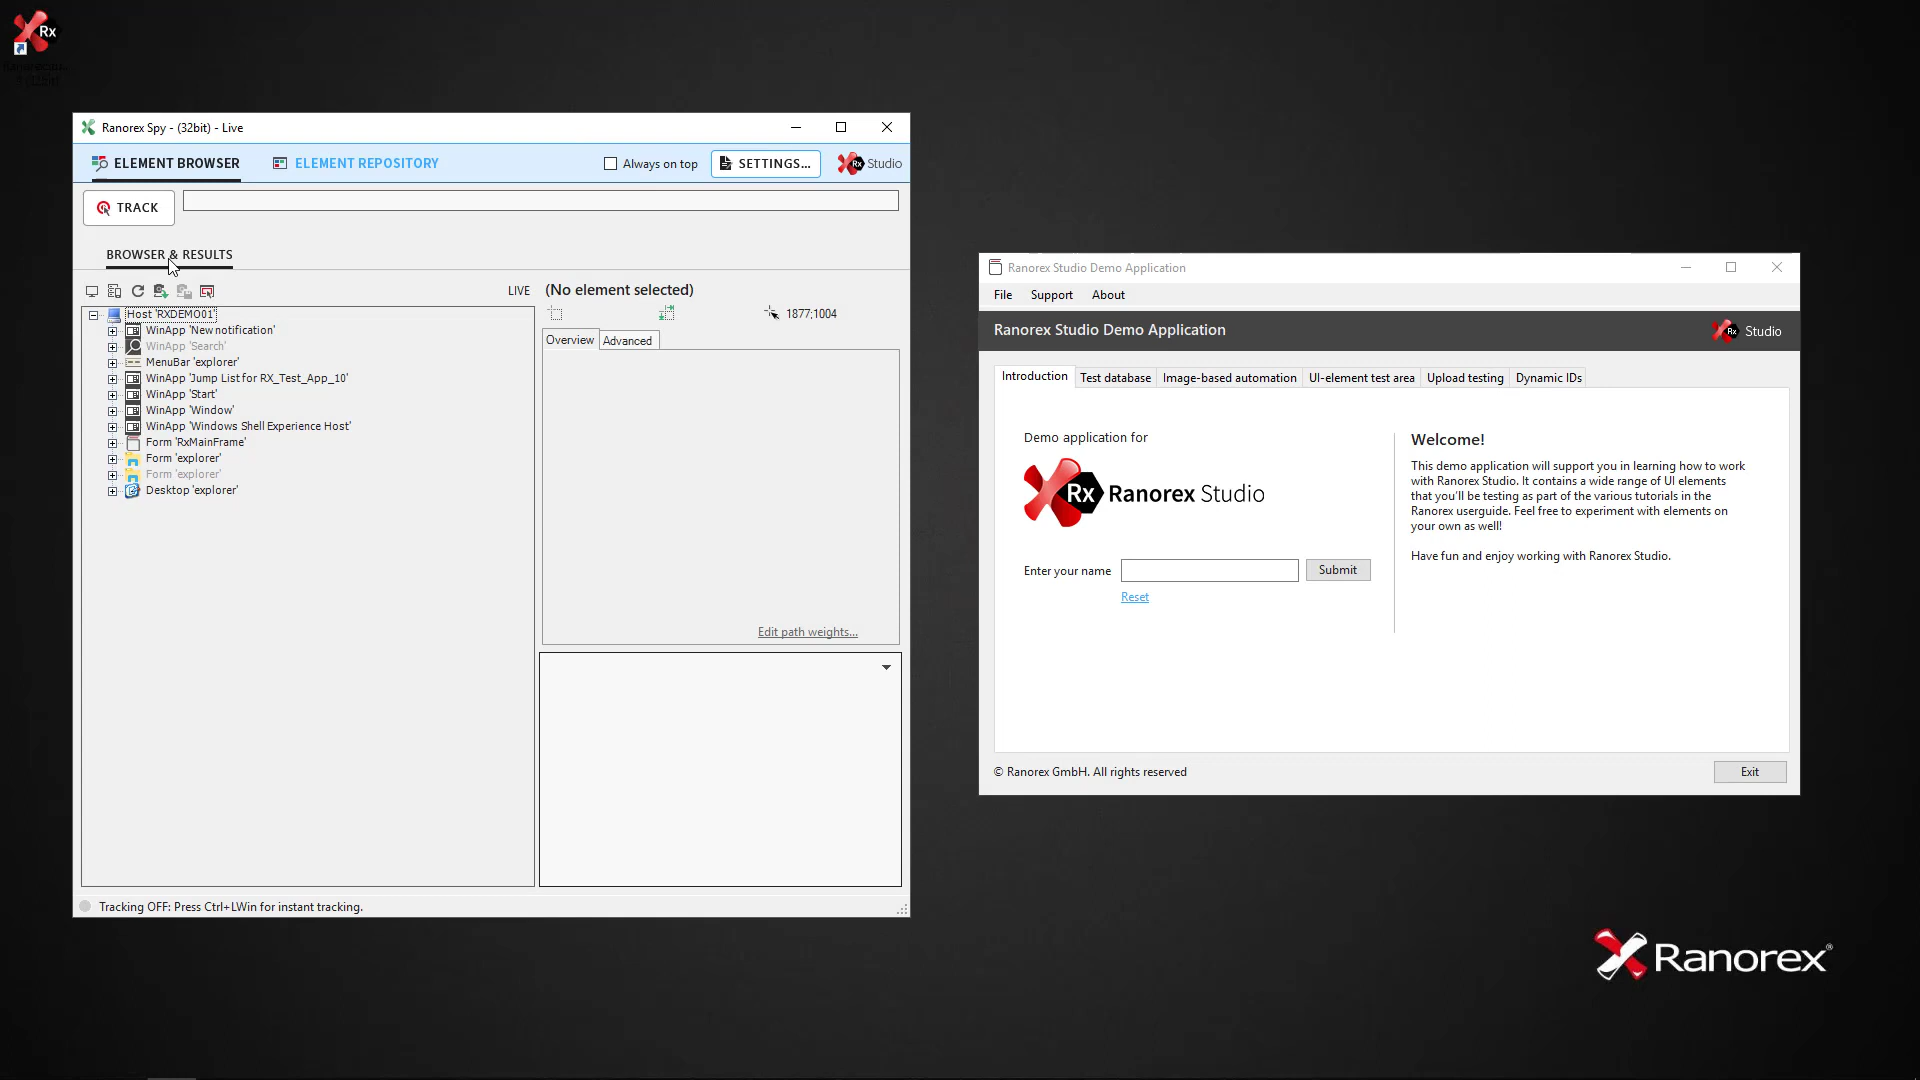 Rx
Ranorex Spy - (32bit) - Live
ELEMENT BROWSER
ELEMENT REPOSITORY
Always on top
SETTINGS...
Rx Studio
TRACK
BROWSER & RESULTS
LIVE
(No element selected)
1877;1004
Host 'RXDEMO01'
WinApp 'New notification'
WinApp 'Search'
MenuBar 'explorer'
WinApp 'Jump List for RX_Test_App_10'
WinApp 'Start'
WinApp 'Window'
WinApp 'Windows Shell Experience Host'
Form 'RxMainFrame'
Form 'explorer'
Form 'explorer'
Desktop 'explorer'
Overview
Advanced
Edit path weights...
Tracking OFF: Press Ctrl+LWin for instant tracking.
Ranorex Studio Demo Application
File
Support
About
Ranorex Studio Demo Application
Rx Studio
Introduction
Test database
Image-based automation
UI-element test area
Upload testing
Dynamic IDs
Demo application for
Rx Ranorex Studio
Enter your name
Submit
Reset
Welcome!
This demo application will support you in learning how to work
with Ranorex Studio. It contains a wide range of UI elements
that you'll be testing as part of the various tutorials in the
Ranorex userguide. Feel free to experiment with elements on
your own as well!
Have fun and enjoy working with Ranorex Studio.
© Ranorex GmbH. All rights reserved
Exit
Ranorex®